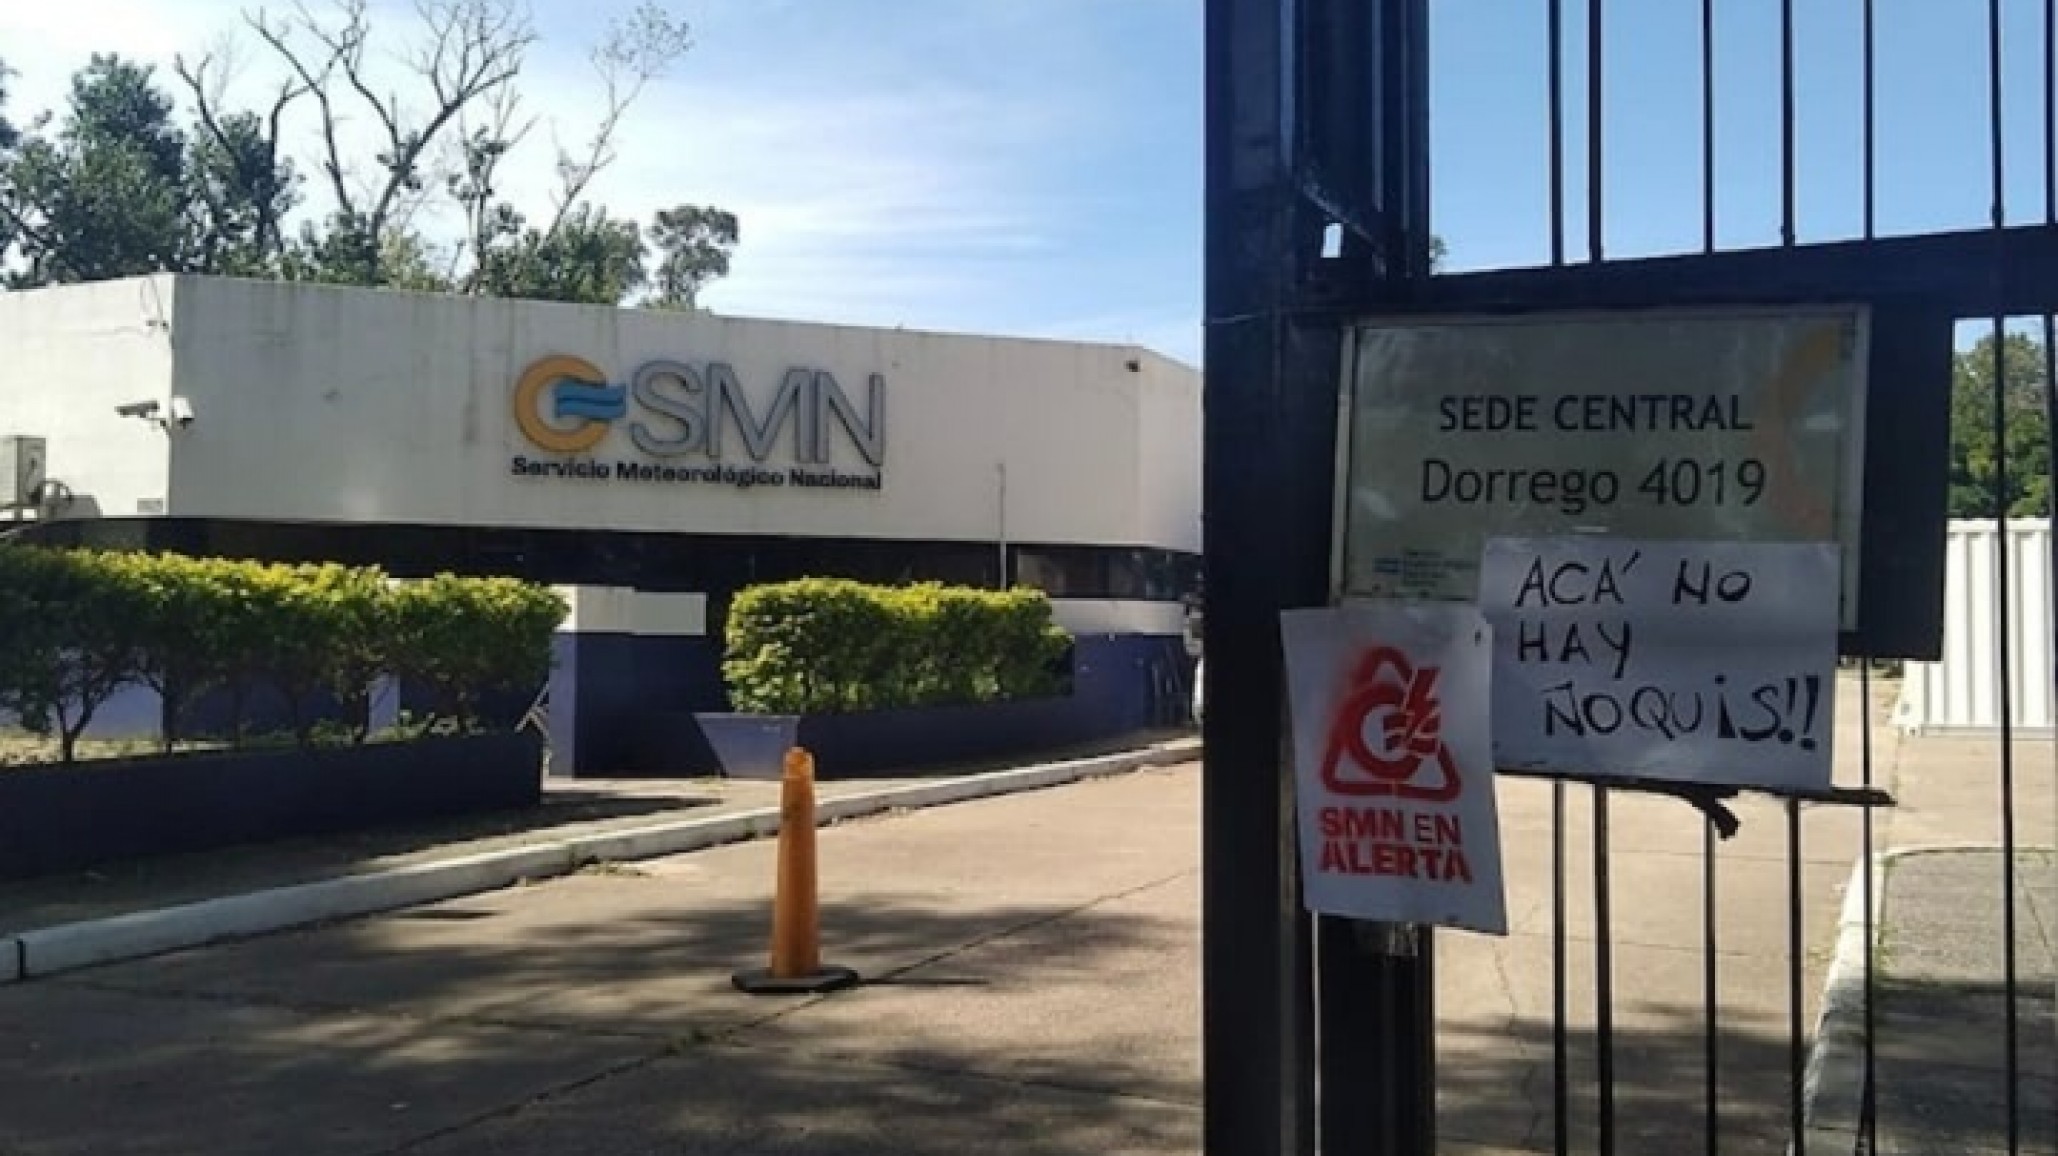 SMN
Servicio Meteorológico Nacional
SEDE CENTRAL
Dorrego 4019
ACÁ NO
HAY
ÑOQUIS!!
SMN EN
ALERTA